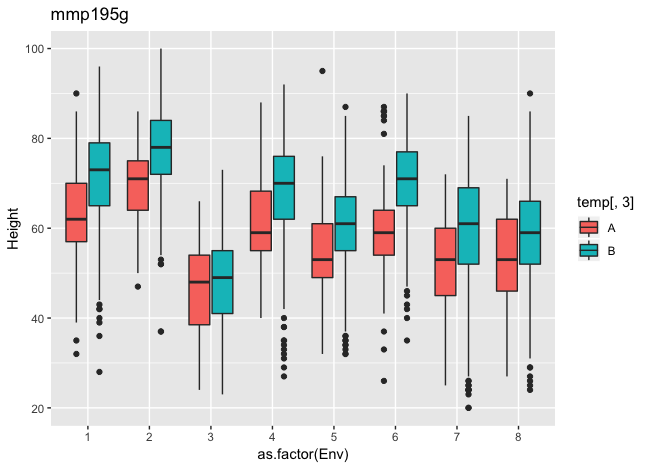 mmp195g
100
80
60
40
20
Height
1 2 3 4 5 6 7 8
as.factor(Env)
temp[, 3]
A
B